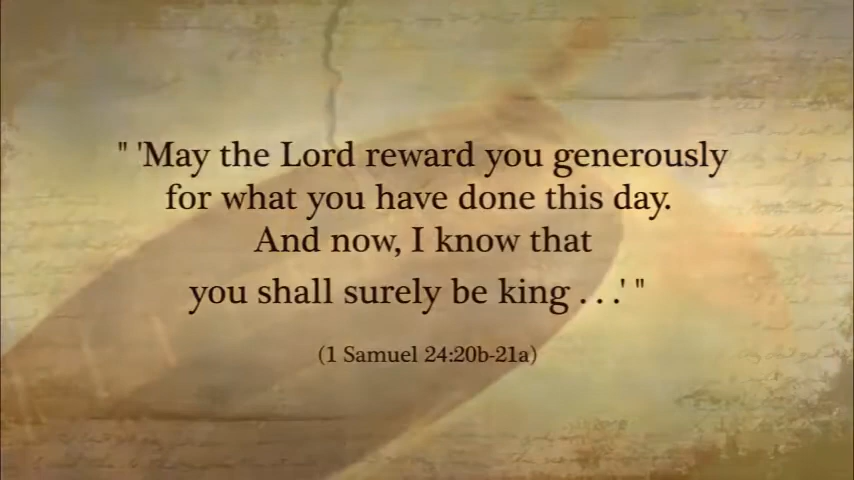 " 'May the Lord reward you generously
for what you have done this day.
And now, I know that
you shall surely be king . . .' "
(1 Samuel 24:20b-21a)